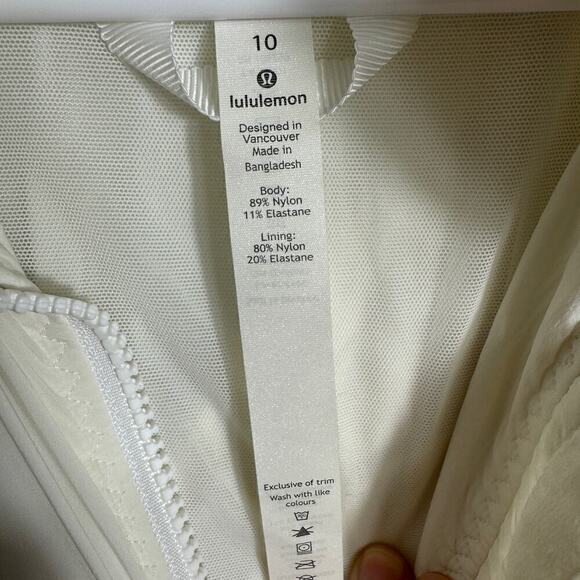 10
lululemon
Designed in
Vancouver
Made in
Bangladesh
Body:
89% Nylon
11% Elastane
Lining:
80% Nylon
20% Elastane
Exclusive of trim
Wash with like
colours